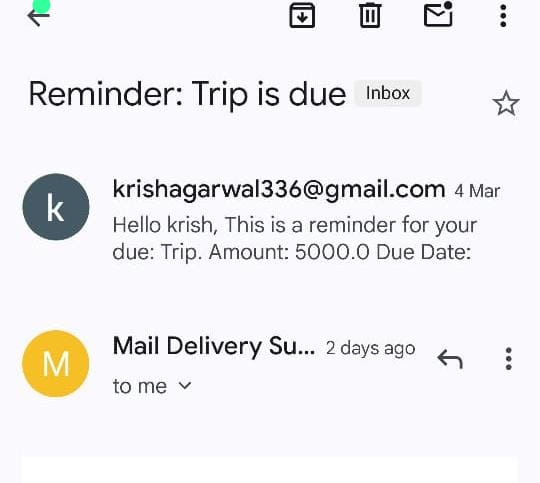 Reminder: Trip is due Inbox
k
krishagarwal336@gmail.com 4 Mar
Hello krish, This is a reminder for your
due: Trip. Amount: 5000.0 Due Date:
M
Mail Delivery Su... 2 days ago
to me